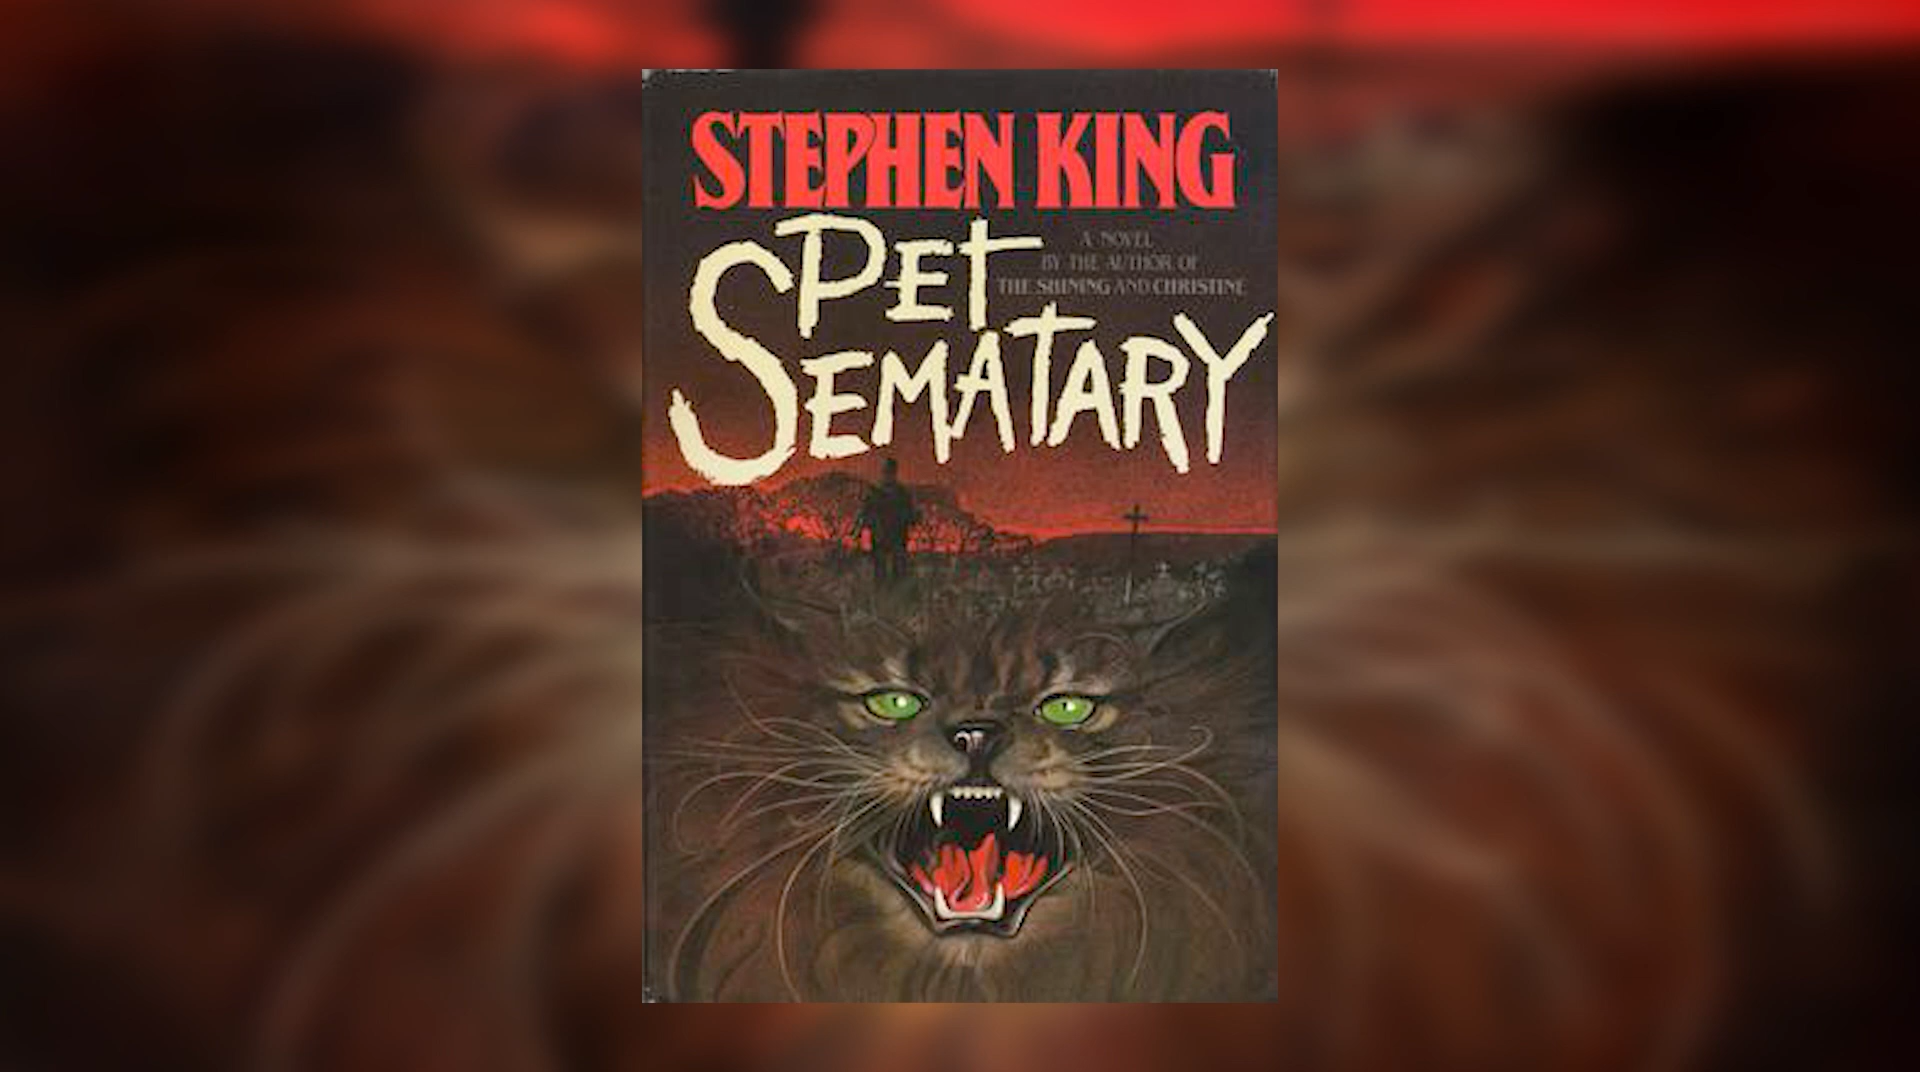 STEPHEN KING
PET
SEMATARY
A NOVEL
BY THE AUTHOR OF
THE SHINING AND CHRISTINE